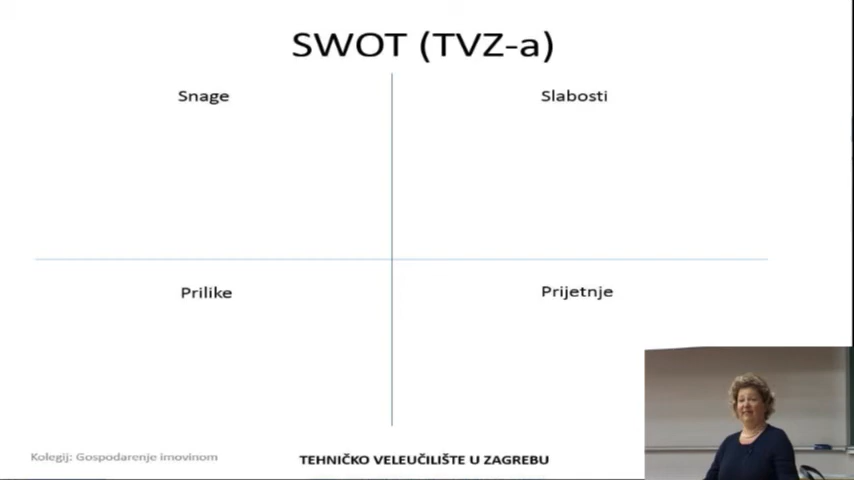 SWOT (TVZ-a)
Snage
Slabosti
Prilike
Prijetnje
Kolegij: Gospodarenje imovinom
TEHNIČKO VELEUČILIŠTE U ZAGREBU